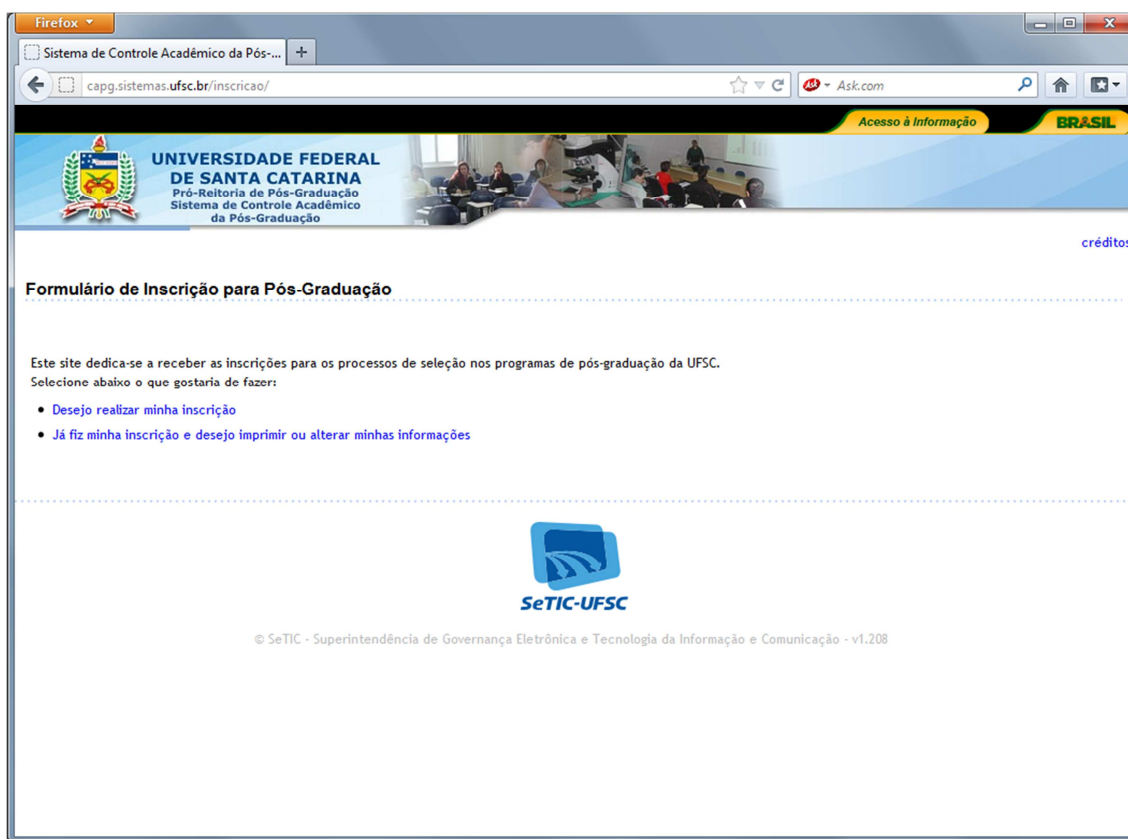 Firefox
Sistema de Controle Acadêmico da Pós-...
capg.sistemas.ufsc.br/inscricao/
Ask.com
Acesso à Informação
BRASIL
UNIVERSIDADE FEDERAL
DE SANTA CATARINA
Pró-Reitoria de Pós-Graduação
Sistema de Controle Acadêmico
da Pós-Graduação
créditos
Formulário de Inscrição para Pós-Graduação
Este site dedica-se a receber as inscrições para os processos de seleção nos programas de pós-graduação da UFSC.
Selecione abaixo o que gostaria de fazer:
Desejo realizar minha inscrição
Já fiz minha inscrição e desejo imprimir ou alterar minhas informações
SeTIC-UFSC
© SeTIC - Superintendência de Governança Eletrônica e Tecnologia da Informação e Comunicação - v1.208